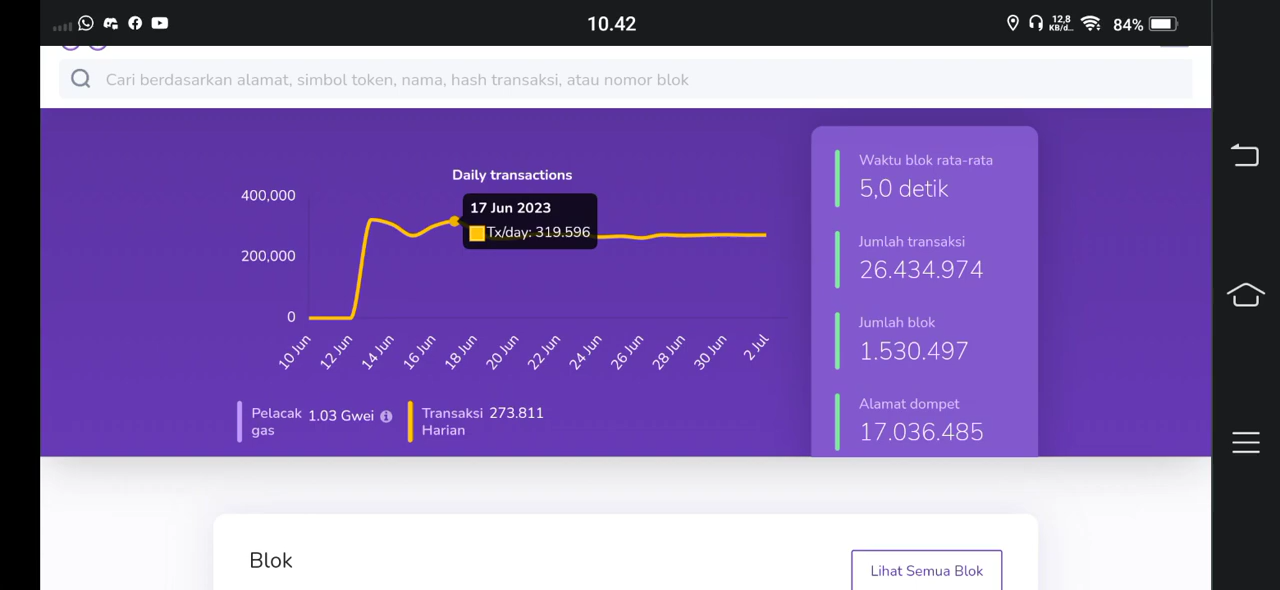 10.42
12,8
KB/d...
84%
Cari berdasarkan alamat, simbol token, nama, hash transaksi, atau nomor blok
Daily transactions
400,000
200,000
0
17 Jun 2023
Tx/day: 319.596
10 Jun
12 Jun
14 Jun
16 Jun
18 Jun
20 Jun
22 Jun
24 Jun
26 Jun
28 Jun
30 Jun
2 Jul
Pelacak
gas
1.03 Gwei
Transaksi
Harian
273.811
Waktu blok rata-rata
5,0 detik
Jumlah transaksi
26.434.974
Jumlah blok
1.530.497
Alamat dompet
17.036.485
Blok
Lihat Semua Blok